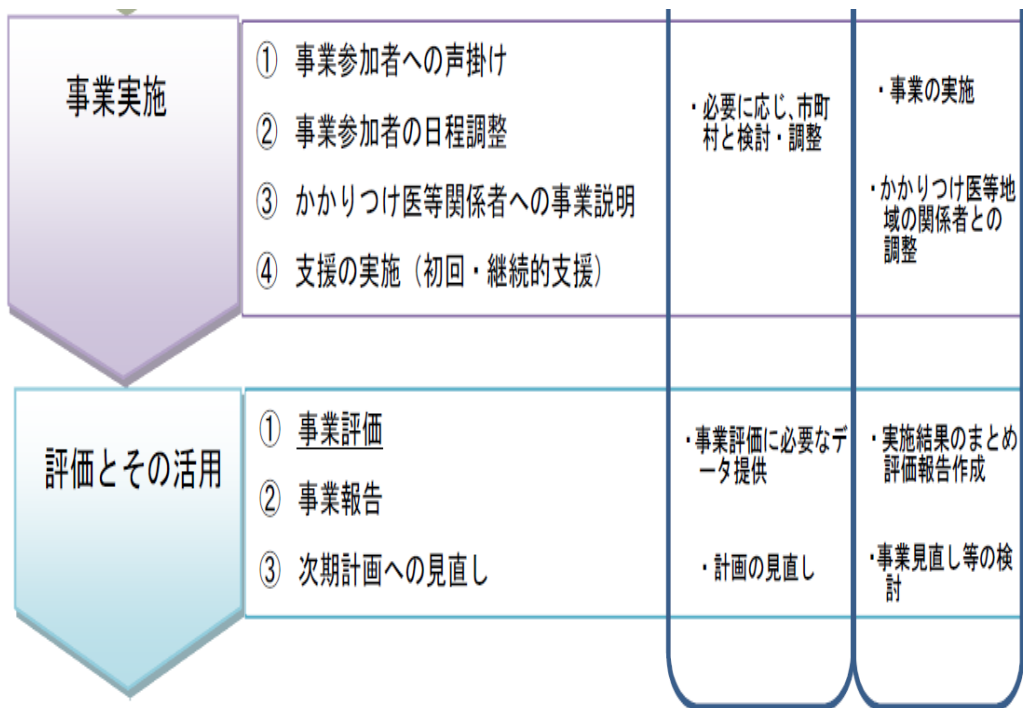 事業実施
① 事業参加者への声掛け
② 事業参加者の日程調整
③ かかりつけ医等関係者への事業説明
④ 支援の実施（初回・継続的支援）
・必要に応じ、市町
村と検討・調整
・事業の実施
・かかりつけ医等地
域の関係者との
調整
評価とその活用
① 事業評価
② 事業報告
③ 次期計画への見直し
・事業評価に必要なデ
ータ提供
・計画の見直し
・実施結果のまとめ
評価報告作成
・事業見直し等の検
討